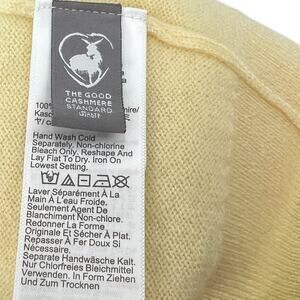 THE GOOD
CASHMERE
STANDARD
100%
Hand Wash Cold
Separately. Non-chlorine
Bleach Only. Reshape And
Lay Flat To Dry. Iron On
Lowest Setting.
Laver Séparément À La
Main À L'eau Froide.
Seulement Agent De
Blanchiment Non-chlore.
Redonner La Forme
Originale Et Sécher À Plat.
Repasser À Fer Doux Si
Nécessaire.
Separate Handwäsche Kalt.
Nur Chlorfreies Bleichmittel
Verwenden. In Form Ziehen
Und Zum Trocknen